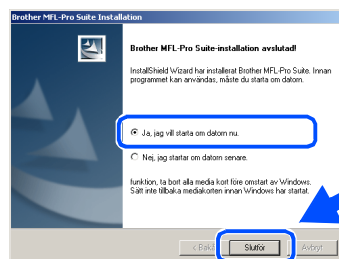 Brother MFL-Pro Suite Installation
Brother MFL-Pro Suite-installation avslutad!
InstallShield Wizard har installerat Brother MFL-Pro Suite. Innan
programmet kan användas, måste du starta om datorn.
Ja, jag vill starta om datorn nu.
Nej, jag startar om datorn senare.
funktion, ta bort alla media kort före omstart av Windows.
Sätt inte tillbaka mediakorten innan Windows har startat.
Slutför
Avbryt